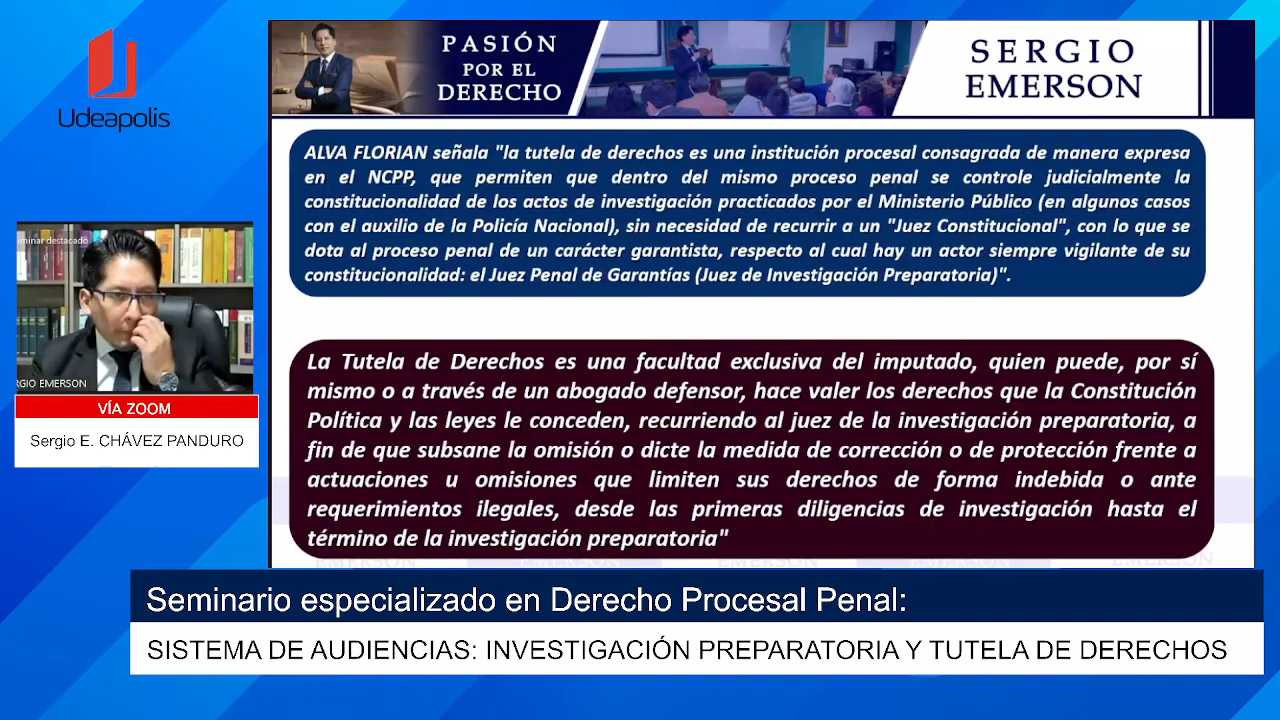 Udeapolis
PASIÓN
POR EL
DERECHO
SERGIO
EMERSON
ALVA FLORIAN señala "la tutela de derechos es una institución procesal consagrada de manera expresa
en el NCPP, que permiten que dentro del mismo proceso penal se controle judicialmente la
constitucionalidad de los actos de investigación practicados por el Ministerio Público (en algunos casos
con el auxilio de la Policía Nacional), sin necesidad de recurrir a un "Juez Constitucional", con lo que se
dota al proceso penal de un carácter garantista, respecto al cual hay un actor siempre vigilante de su
constitucionalidad: el Juez Penal de Garantías (Juez de Investigación Preparatoria)".
iminar destacado
RGIO EMERSON
VÍA ZOOM
Sergio E. CHÁVEZ PANDURO
La Tutela de Derechos es una facultad exclusiva del imputado, quien puede, por sí
mismo o a través de un abogado defensor, hace valer los derechos que la Constitución
Política y las leyes le conceden, recurriendo al juez de la investigación preparatoria, a
fin de que subsane la omisión o dicte la medida de corrección o de protección frente a
actuaciones u omisiones que limiten sus derechos de forma indebida o ante
requerimientos ilegales, desde las primeras diligencias de investigación hasta el
término de la investigación preparatoria"
Seminario especializado en Derecho Procesal Penal:
SISTEMA DE AUDIENCIAS: INVESTIGACIÓN PREPARATORIA Y TUTELA DE DERECHOS